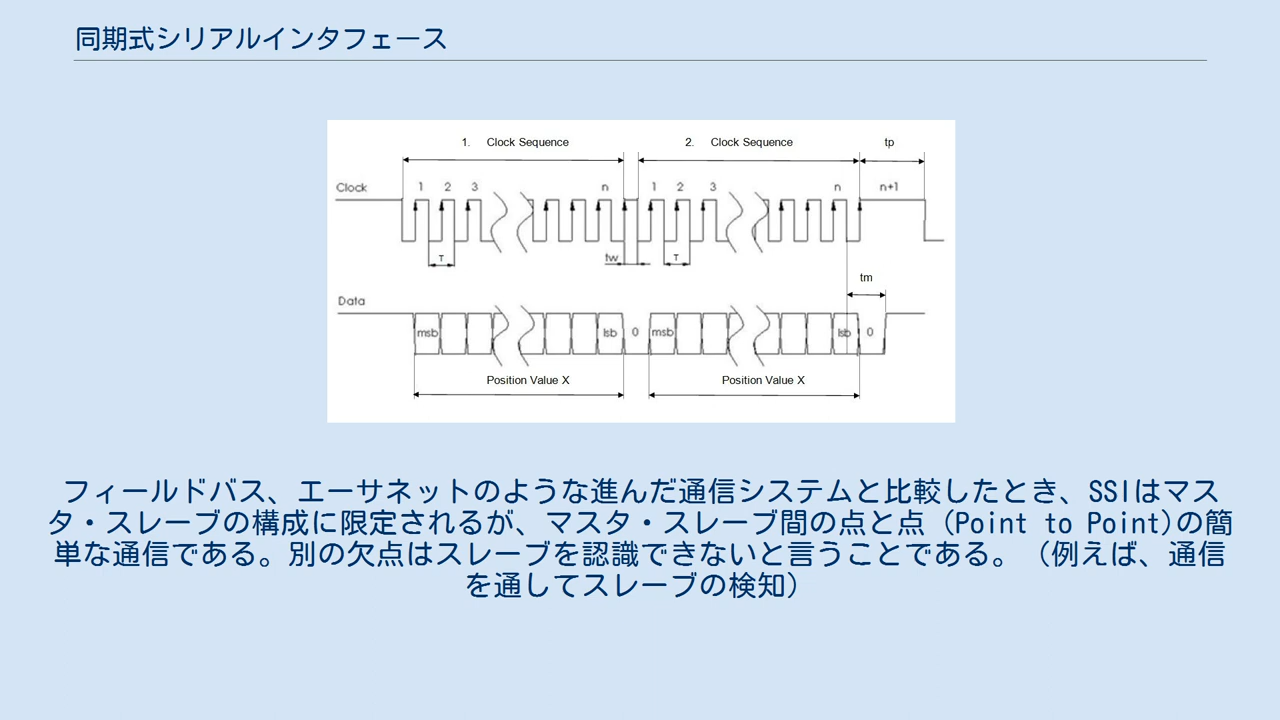 同期式シリアルインタフェース
1. Clock Sequence 2. Clock Sequence tp
Clock 1 2 3 n 1 2 3 n n+1
T tw T
tm
Data
msb lsb 0 msb lsb 0
Position Value X Position Value X
フィールドバス、エーサネットのような進んだ通信システムと比較したとき、SSIはマス
タ・スレーブの構成に限定されるが、マスタ・スレーブ間の点と点 (Point to Point)の簡
単な通信である。別の欠点はスレーブを認識できないと言うことである。（例えば、通信
を通してスレーブの検知）